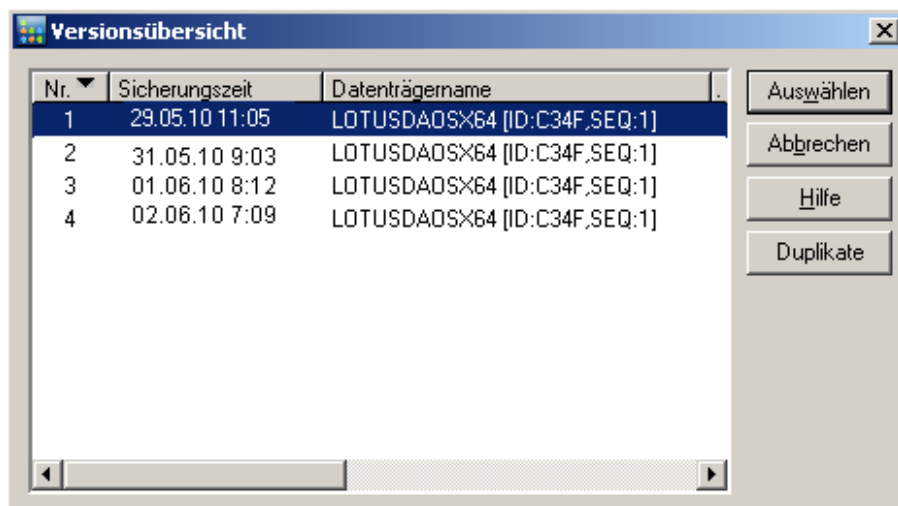 Versionsübersicht
Nr. Sicherungszeit Datenträgername .
1 29.05.10 11:05 LOTUSDAOSX64 [ID:C34F,SEQ:1]
2 31.05.10 9:03 LOTUSDAOSX64 [ID:C34F,SEQ:1]
3 01.06.10 8:12 LOTUSDAOSX64 [ID:C34F,SEQ:1]
4 02.06.10 7:09 LOTUSDAOSX64 [ID:C34F,SEQ:1]
Auswählen
Abbrechen
Hilfe
Duplikate